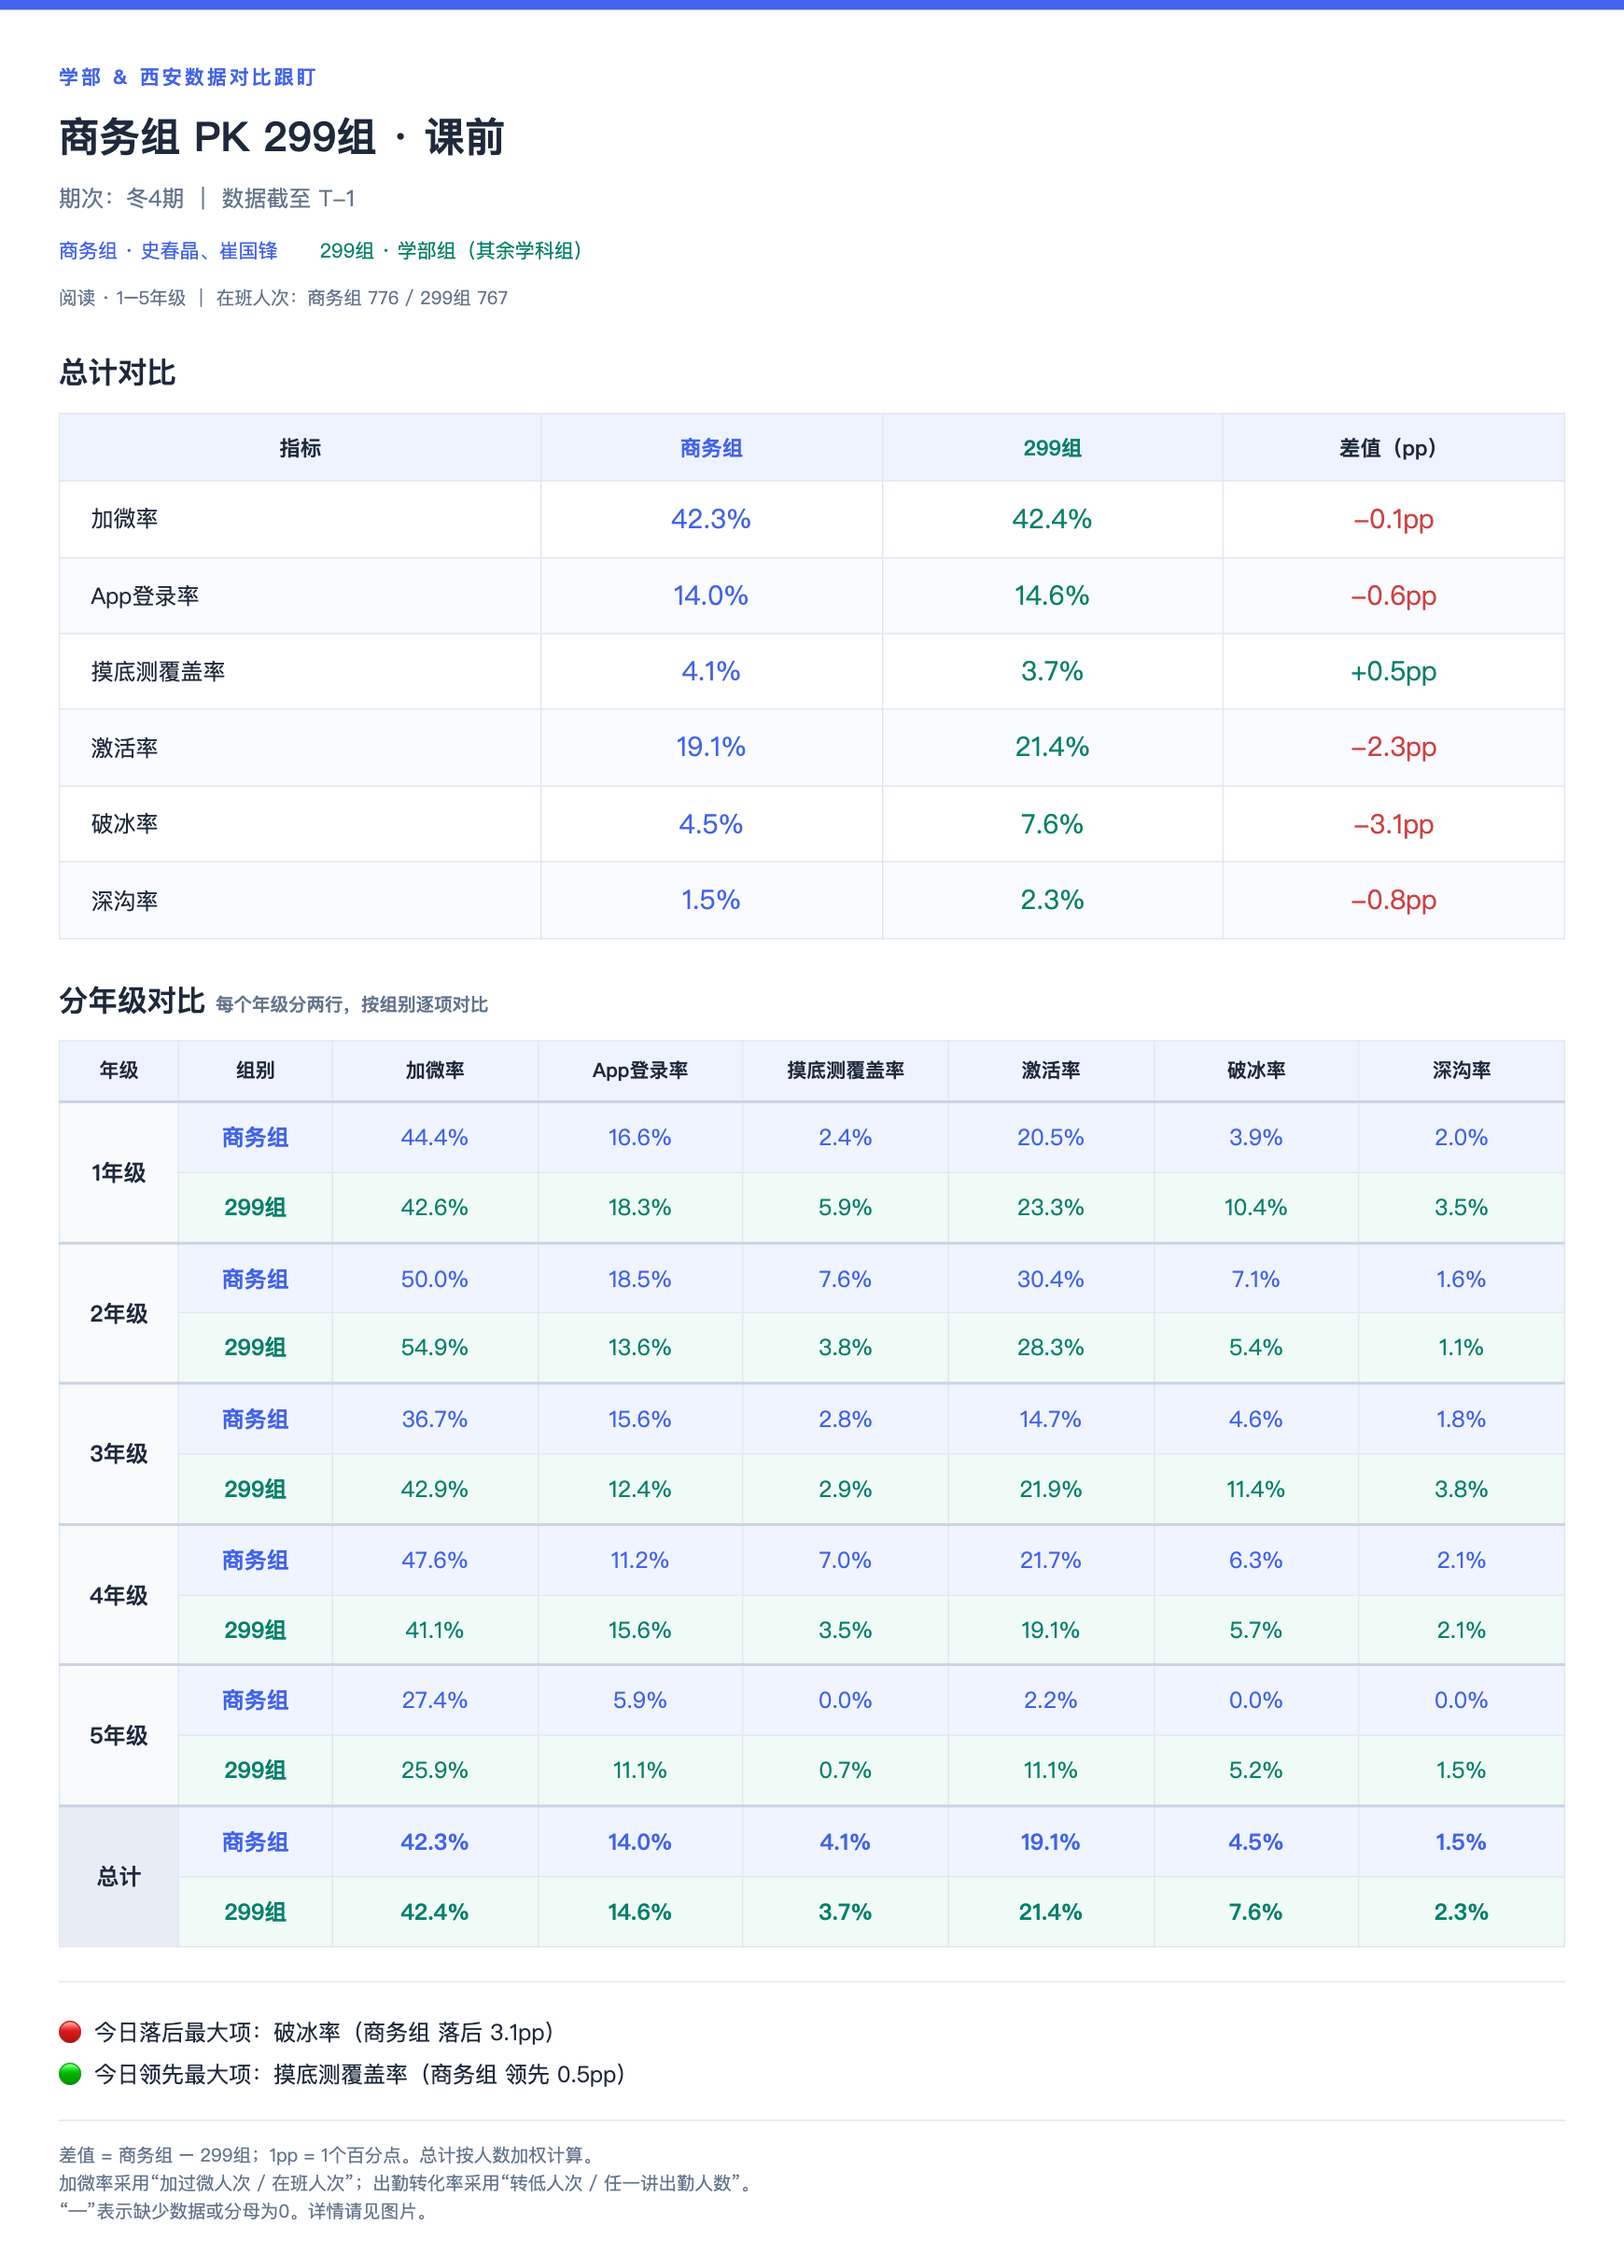 学部 & 西安数据对比跟盯
商务组 PK 299组 · 课前
期次：冬4期 | 数据截至 T–1
商务组 · 史春晶、崔国锋 299组 · 学部组（其余学科组）
阅读 · 1—5年级 | 在班人次：商务组 776 / 299组 767
总计对比
指标 商务组 299组 差值（pp）
加微率 42.3% 42.4% −0.1pp
App登录率 14.0% 14.6% −0.6pp
摸底测覆盖率 4.1% 3.7% +0.5pp
激活率 19.1% 21.4% −2.3pp
破冰率 4.5% 7.6% −3.1pp
深沟率 1.5% 2.3% −0.8pp
分年级对比 每个年级分两行，按组别逐项对比
年级 组别 加微率 App登录率 摸底测覆盖率 激活率 破冰率 深沟率
1年级
商务组 44.4% 16.6% 2.4% 20.5% 3.9% 2.0%
299组 42.6% 18.3% 5.9% 23.3% 10.4% 3.5%
2年级
商务组 50.0% 18.5% 7.6% 30.4% 7.1% 1.6%
299组 54.9% 13.6% 3.8% 28.3% 5.4% 1.1%
3年级
商务组 36.7% 15.6% 2.8% 14.7% 4.6% 1.8%
299组 42.9% 12.4% 2.9% 21.9% 11.4% 3.8%
4年级
商务组 47.6% 11.2% 7.0% 21.7% 6.3% 2.1%
299组 41.1% 15.6% 3.5% 19.1% 5.7% 2.1%
5年级
商务组 27.4% 5.9% 0.0% 2.2% 0.0% 0.0%
299组 25.9% 11.1% 0.7% 11.1% 5.2% 1.5%
总计
商务组 42.3% 14.0% 4.1% 19.1% 4.5% 1.5%
299组 42.4% 14.6% 3.7% 21.4% 7.6% 2.3%
今日落后最大项：破冰率（商务组 落后 3.1pp）
今日领先最大项：摸底测覆盖率（商务组 领先 0.5pp）
差值 = 商务组 − 299组；1pp = 1个百分点。总计按人数加权计算。
加微率采用“加过微人次 / 在班人次”；出勤转化率采用“转低人次 / 任一讲出勤人数”。
“—”表示缺少数据或分母为0。详情请见图片。